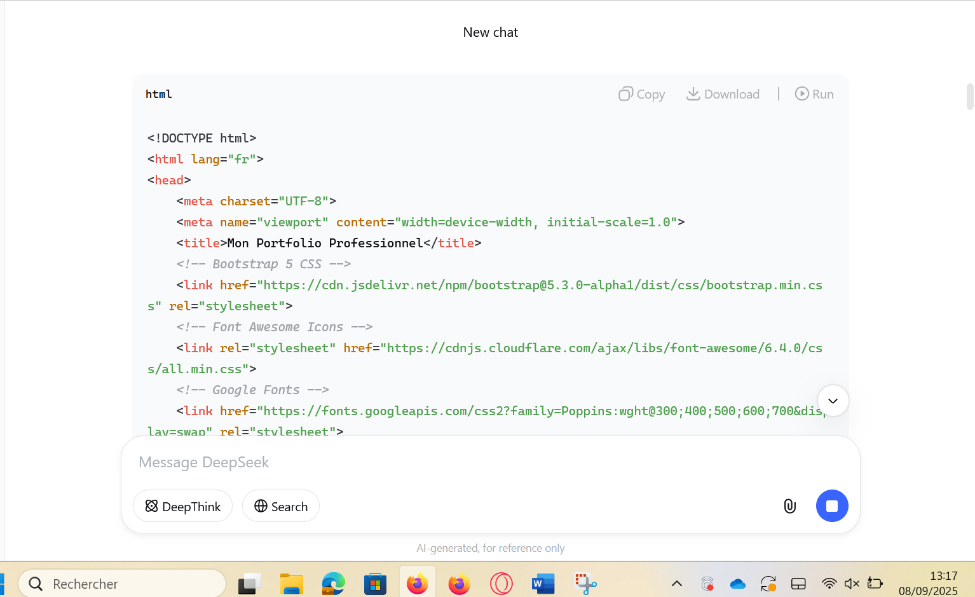 New chat
html
Copy
Download
Run
<!DOCTYPE html>
<html lang="fr">
<head>
    <meta charset="UTF-8">
    <meta name="viewport" content="width=device-width, initial-scale=1.0">
    <title>Mon Portfolio Professionnel</title>
    <!-- Bootstrap 5 CSS -->
    <link href="https://cdn.jsdelivr.net/npm/bootstrap@5.3.0-alpha1/dist/css/bootstrap.min.cs
s" rel="stylesheet">
    <!-- Font Awesome Icons -->
    <link rel="stylesheet" href="https://cdnjs.cloudflare.com/ajax/libs/font-awesome/6.4.0/cs
s/all.min.css">
    <!-- Google Fonts -->
    <link href="https://fonts.googleapis.com/css2?family=Poppins:wght@300;400;500;600;700&disp
lay=swap" rel="stylesheet">
Message DeepSeek
DeepThink
Search
AI-generated, for reference only
Rechercher
13:17
08/09/2025